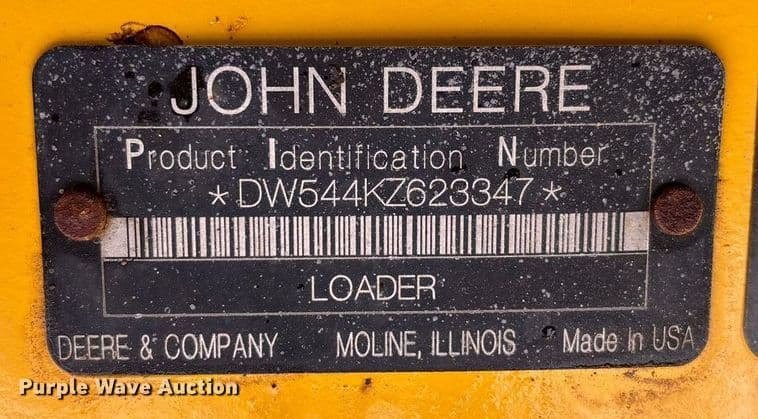 JOHN DEERE
Product Identification Number
*DW544KZ623347*
LOADER
DEERE & COMPANY MOLINE, ILLINOIS Made In USA
Purple Wave Auction